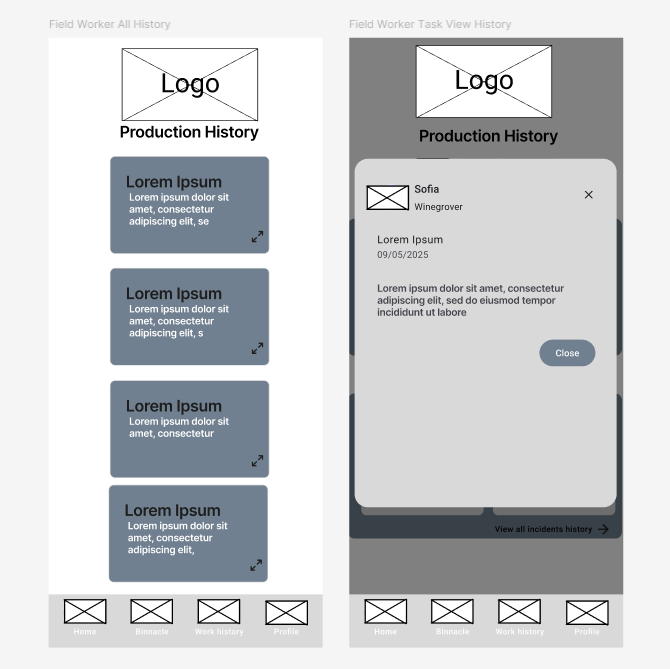 Field Worker All History
Logo
Production History
Lorem Ipsum
Lorem ipsum dolor sit
amet, consectetur
adipiscing elit, se
Lorem Ipsum
Lorem ipsum dolor sit
amet, consectetur
adipiscing elit, s
Lorem Ipsum
Lorem ipsum dolor sit
amet, consectetur
Lorem Ipsum
Lorem ipsum dolor sit
amet, consectetur
adipiscing elit,
Home Binnacle Work history Profile
Field Worker Task View History
Logo
Production History
Sofia
Winegrover
Lorem Ipsum
09/05/2025
Lorem ipsum dolor sit amet, consectetur
adipiscing elit, sed do eiusmod tempor
incididunt ut labore
Close
View all incidents history
Home Binnacle Work history Profile